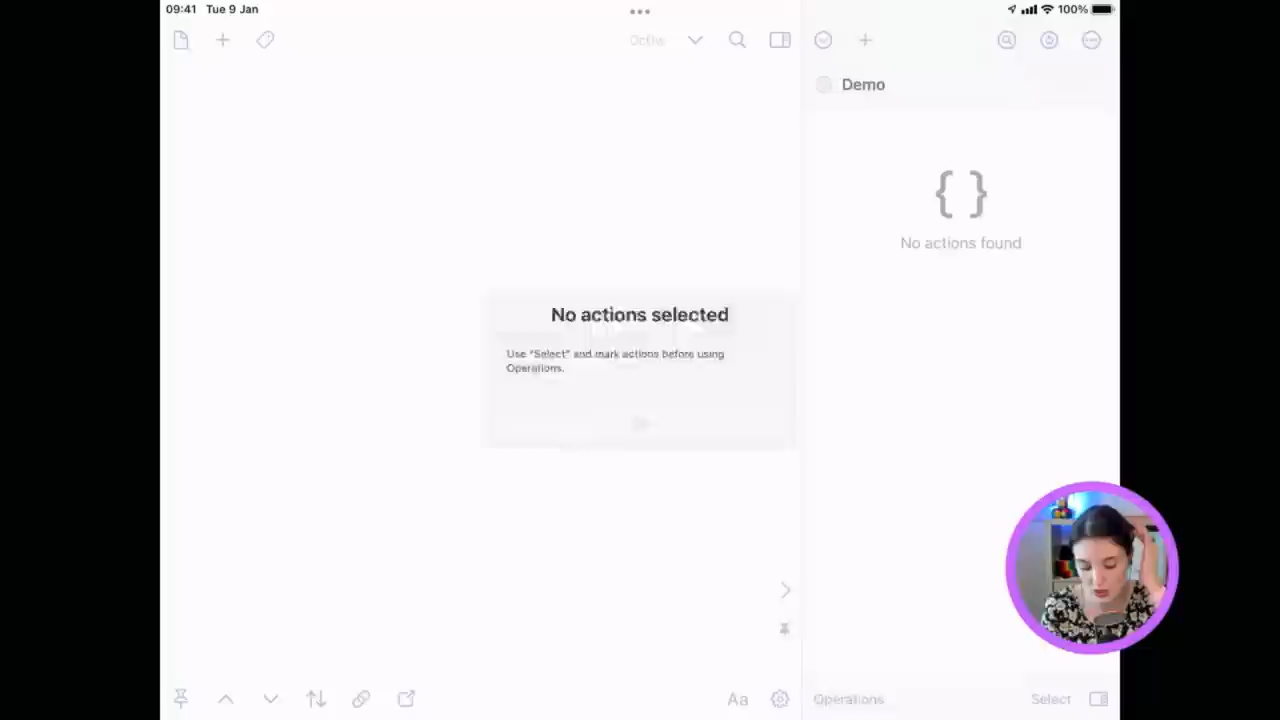 09:41 Tue 9 Jan
100%
Demo
{ }
No actions found
No actions selected
Use "Select" and mark actions before using
Operations.
Aa
Operations
Select